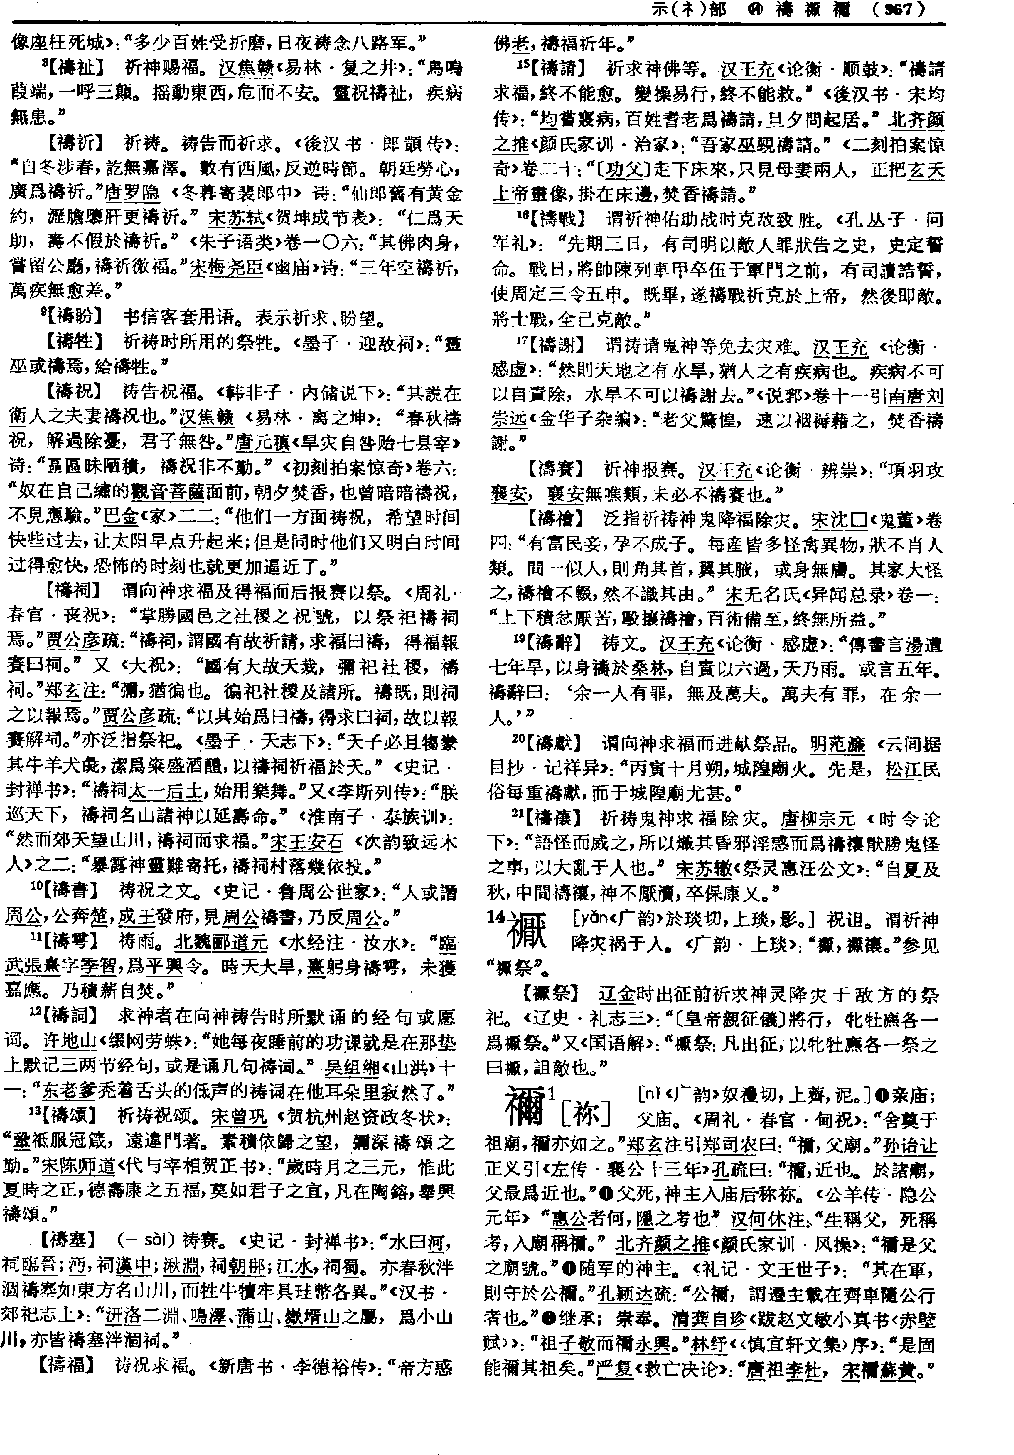 示(礻)部 ⑭ 禱 禰 (967)
像座枉死城》：“多少百姓受折磨，日夜祷念八路军。”
⁸【禱祉】 祈神赐福。汉焦赣《易林·复之井》：“鳥鳴
葭端，一呼三顛。摇動東西，危而不安。靈祝禱祉，疾病
無患。”
【禱祈】 祈祷。祷告而祈求。《後汉书·郎顗传》：
“自冬涉春，訖無嘉澤。數有西風，反逆時節。朝廷勞心，
廣爲禱祈。”唐罗隐《冬暮寄裴郎中》诗：“仙郎舊有黄金
約，瀝膽隳肝更禱祈。”宋苏轼《贺坤成节表》：“仁爲天
助，壽不假於禱祈。”《朱子语类》卷一〇六：“其佛肉身，
嘗留公廳，禱祈徼福。”宋梅尧臣《幽庙》诗：“三年空禱祈，
萬疾無愈差。”
⁹【禱盼】 书信客套用语。表示祈求、盼望。
【禱牲】 祈祷时所用的祭牲。《墨子·迎敌祠》：“靈
巫或禱焉，給禱牲。”
【禱祝】 祷告祝福。《韩非子·内储说下》：“其説在
衛人之夫妻禱祝也。”汉焦赣《易林·离之坤》：“春秋禱
祝，解過除憂，君子無咎。”唐元稹《旱灾自咎贻七县宰》
诗：“區區昧陋積，禱祝非不勤。”《初刻拍案惊奇》卷六：
“奴在自己繡的觀音菩薩面前，朝夕焚香，也曾暗暗禱祝，
不見應驗。”巴金《家》二二：“他们一方面祷祝，希望时间
快些过去，让太阳早点升起来；但是同时他们又明白时间
过得愈快，恐怖的时刻也就更加逼近了。”
【禱祠】 谓向神求福及得福而后报赛以祭。《周礼·
春官·丧祝》：“掌勝國邑之社稷之祝號，以祭祀禱祠
焉。”贾公彦疏：“禱祠，謂國有故祈請，求福曰禱，得福報
賽曰祠。”又《大祝》：“國有大故天烖，彌祀社稷，禱
祠。”郑玄注：“彌，猶徧也。徧祀社稷及諸所。禱既，則祠
之以報焉。”贾公彦疏：“以其始爲曰禱，得求曰祠，故以報
賽解祠。”亦泛指祭祀。《墨子·天志下》：“天子必且犓豢
其牛羊犬彘，潔爲粢盛酒醴，以禱祠祈福於天。”《史记·
封禅书》：“禱祠太一后土，始用樂舞。”又《李斯列传》：“朕
巡天下，禱祠名山諸神以延壽命。”《淮南子·泰族训》：
“然而郊天望山川，禱祠而求福。”宋王安石《次韵致远木
人》之二：“暴露神靈難寄托，禱祠村落幾依投。”
¹⁰【禱書】 祷祝之文。《史记·鲁周公世家》：“人或譖
周公，公奔楚，成王發府，見周公禱書，乃反周公。”
¹¹【禱雩】 祷雨。北魏郦道元《水经注·汝水》：“臨
武張熹字季智，爲平輿令。時天大旱，熹躬身禱雩，未獲
嘉應。乃積薪自焚。”
¹²【禱詞】 求神者在向神祷告时所默诵的经句或愿
词。许地山《缀网劳蛛》：“她每夜睡前的功课就是在那垫
上默记三两节经句，或是诵几句祷词。”吴组缃《山洪》十
一：“东老爹秃着舌头的低声的祷词在他耳朵里寂然了。”
¹³【禱頌】 祈祷祝颂。宋曾巩《贺杭州赵资政冬状》：
“靈祗服冠箴，遠違門著。素積依歸之望，彌深禱頌之
勤。”宋陈师道《代与宰相贺正书》：“歲時月之三元，惟此
夏時之正，德壽康之五福，莫如君子之宜，凡在陶鎔，舉興
禱頌。”
【禱塞】 （－sài）祷赛。《史记·封禅书》：“水曰河，
祠臨晉；沔，祠漢中；湫淵，祠朝那；江水，祠蜀。亦春秋泮
涸禱塞如東方名山川，而牲牛犢牢具珪幣各異。”《汉书·
郊祀志上》：“汧洛二淵、鳴澤、蒲山、嶽壻山之屬，爲小山
川，亦皆禱塞泮涸祠。”
【禱福】 祷祝求福。《新唐书·李德裕传》：“帝方惑
佛老，禱福祈年。”
¹⁵【禱請】 祈求神佛等。汉王充《论衡·顺鼓》：“禱請
求福，終不能愈。變操易行，終不能救。”《後汉书·宋均
传》：“均嘗寢病，百姓耆老爲禱請，旦夕問起居。”北齐颜
之推《颜氏家训·治家》：“吾家巫覡禱請。”《二刻拍案惊
奇》卷二十：“〔功父〕走下床來，只見母妻兩人，正把玄天
上帝畫像，掛在床邊，焚香禱請。”
¹⁶【禱戰】 谓祈神佑助战时克敌致胜。《孔丛子·问
军礼》：“先期三日，有司明以敵人罪狀告之史，史定誓
命。戰日，將帥陳列車甲卒伍于軍門之前，有司讀誥誓，
使周定三令五申。既畢，遂禱戰祈克於上帝，然後即敵。
將士戰，全己克敵。”
¹⁷【禱謝】 谓祷请鬼神等免去灾难。汉王充《论衡·
感虚》：“然則天地之有水旱，猶人之有疾病也。疾病不可
以自責除，水旱不可以禱謝去。”《说郛》卷十一引南唐刘
崇远《金华子杂编》：“老父驚惶，遽以裀褥藉之，焚香禱
謝。”
【禱賽】 祈神报赛。汉王充《论衡·辨祟》：“項羽攻
襄安，襄安無噍類，未必不禱賽也。”
【禱禬】 泛指祈祷神鬼降福除灾。宋沈□《鬼董》卷
四：“有富民妾，孕不成子。每産皆多怪禽異物，狀不肖人
類。間一似人，則角其首，翼其腋，或身無膚。其家大怪
之，禱禬不輟，然不識其由。”宋无名氏《异闻总录》卷一：
“上下積忿厭苦，毆攘禱禬，百術備至，終無所益。”
¹⁹【禱辭】 祷文。汉王充《论衡·感虚》：“傳書言湯遭
七年旱，以身禱於桑林，自責以六過，天乃雨。或言五年。
禱辭曰：‘余一人有罪，無及萬夫。萬夫有罪，在余一
人。’”
²⁰【禱獻】 谓向神求福而进献祭品。明范濂《云间据
目抄·记祥异》：“丙寅十月朔，城隍廟火。先是，松江民
俗每重禱獻，而于城隍廟尤甚。”
²¹【禱禳】 祈祷鬼神求福除灾。唐柳宗元《时令论
下》：“語怪而威之，所以熾其昏邪淫惑而爲禱禳厭勝鬼怪
之事，以大亂于人也。”宋苏辙《祭灵惠汪公文》：“自夏及
秋，中間禱禳，神不厭瀆，卒保康乂。”
¹⁴ [yǎn《广韵》於琰切，上琰，影。]祝诅。谓祈神
降灾祸于人。《广韵·上琰》：“禳。”参见
“祭”。
【祭】 辽金时出征前祈求神灵降灾于敌方的祭
祀。《辽史·礼志三》：“〔皇帝親征儀〕將行，牝牡麃各一
爲祭。”又《国语解》：“祭：凡出征，以牝牡麃各一祭之
曰，詛敵也。”
禰¹[祢] [nǐ《广韵》奴禮切，上薺，泥。]❶亲庙；
父庙。《周礼·春官·甸祝》：“舍奠于
祖廟，禰亦如之。”郑玄注引郑司农曰：“禰，父廟。”孙诒让
正义引《左传·襄公十三年》孔疏曰：“禰，近也。於諸廟，
父最爲近也。”❷父死，神主入庙后称祢。《公羊传·隐公
元年》“惠公者何，隱之考也”汉何休注：“生稱父，死稱
考，入廟稱禰。”北齐颜之推《颜氏家训·风操》：“禰是父
之廟號。”❸随军的神主。《礼记·文王世子》：“其在軍，
則守於公禰。”孔颖达疏：“公禰，謂遷主載在齊車隨公行
者也。”❹继承；崇奉。清龚自珍《跋赵文敏小真书〈赤壁
赋〉》：“祖子敬而禰永興。”林纾《〈慎宜轩文集〉序》：“是固
能禰其祖矣。”严复《救亡决论》：“唐祖李杜，宋禰蘇黄。”